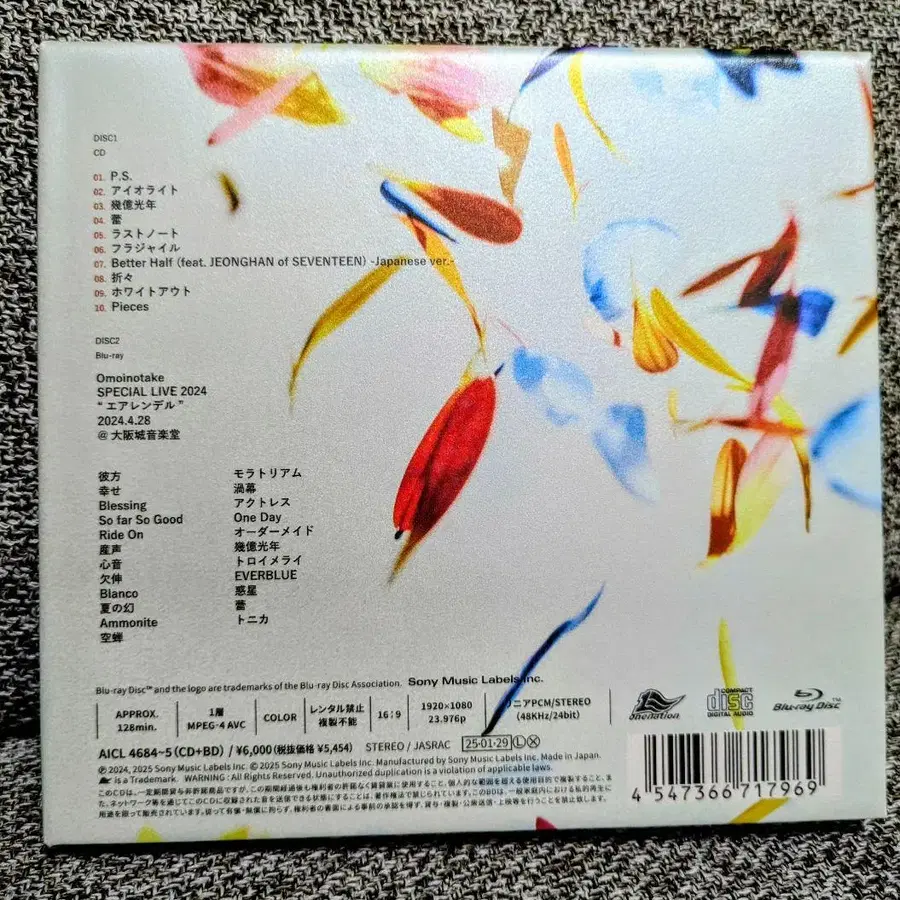 DISC1
CD
01. P.S.
02. アイオライト
03. 幾億光年
04. 蕾
05. ラストノート
06. フラジャイル
07. Better Half (feat. JEONGHAN of SEVENTEEN) -Japanese ver.-
08. 折々
09. ホワイトアウト
10. Pieces
DISC2
Blu-ray
Omoinotake
SPECIAL LIVE 2024
“エアレンデル”
2024.4.28
@ 大阪城音楽堂
彼方
幸せ
Blessing
So far So Good
Ride On
産声
心音
欠伸
Blanco
夏の幻
Ammonite
空蝉
モラトリアム
渦幕
アクトレス
One Day
オーダーメイド
幾億光年
トロイメライ
EVERBLUE
惑星
蕾
トニカ
Blu-ray Disc™ and the logo are trademarks of the Blu-ray Disc Association. Sony Music Labels Inc.
APPROX. 128min.
1層 MPEG-4 AVC
COLOR
レンタル禁止 複製不能
16:9
1920×1080 23.976p
リニアPCM/STEREO (48KHz/24bit)
onenation
COMPACT disc DIGITAL AUDIO
Blu-ray Disc™
AICL 4684~5 (CD+BD) / ¥6,000 (税抜価格 ¥5,454) STEREO / JASRAC 25·01·29 Ⓛ Ⓧ
℗ 2024, 2025 Sony Music Labels Inc. © 2025 Sony Music Labels Inc. Manufactured by Sony Music Labels Inc. Made in Japan.
is a Trademark. WARNING : All Rights Reserved. Unauthorized duplication is a violation of applicable laws.
4 547366 717969